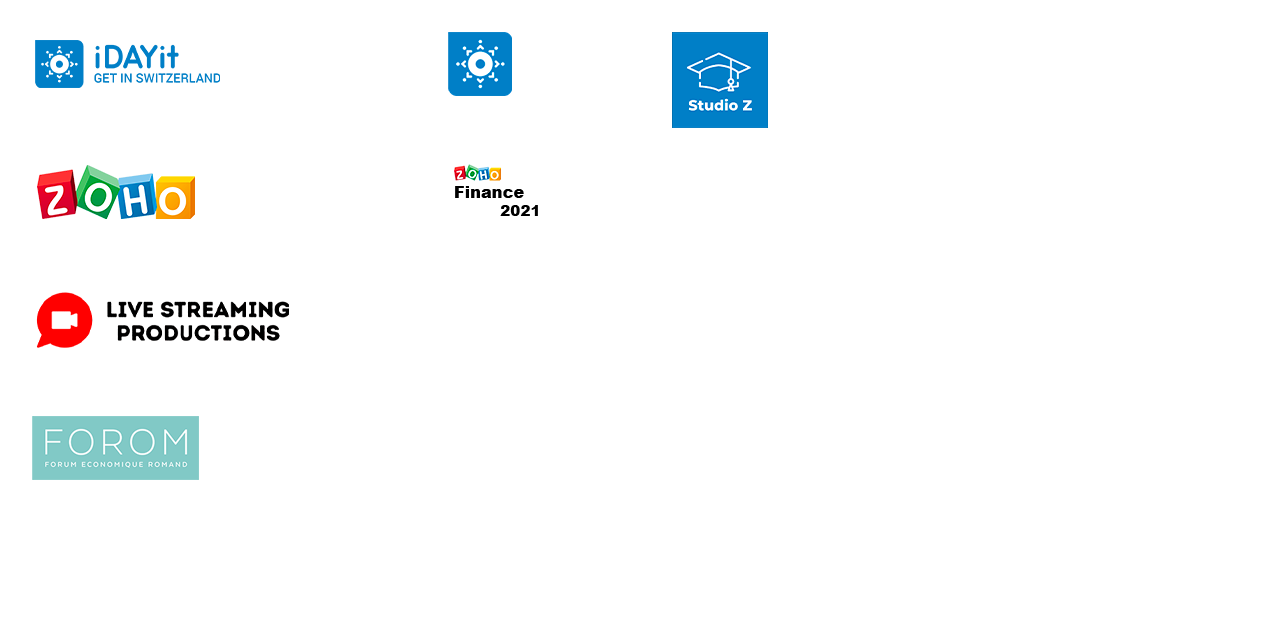 iDAYit
GET IN SWITZERLAND
Studio Z
ZOHO
ZOHO
Finance
2021
LIVE STREAMING
PRODUCTIONS
FOROM
FORUM ECONOMIQUE ROMAND